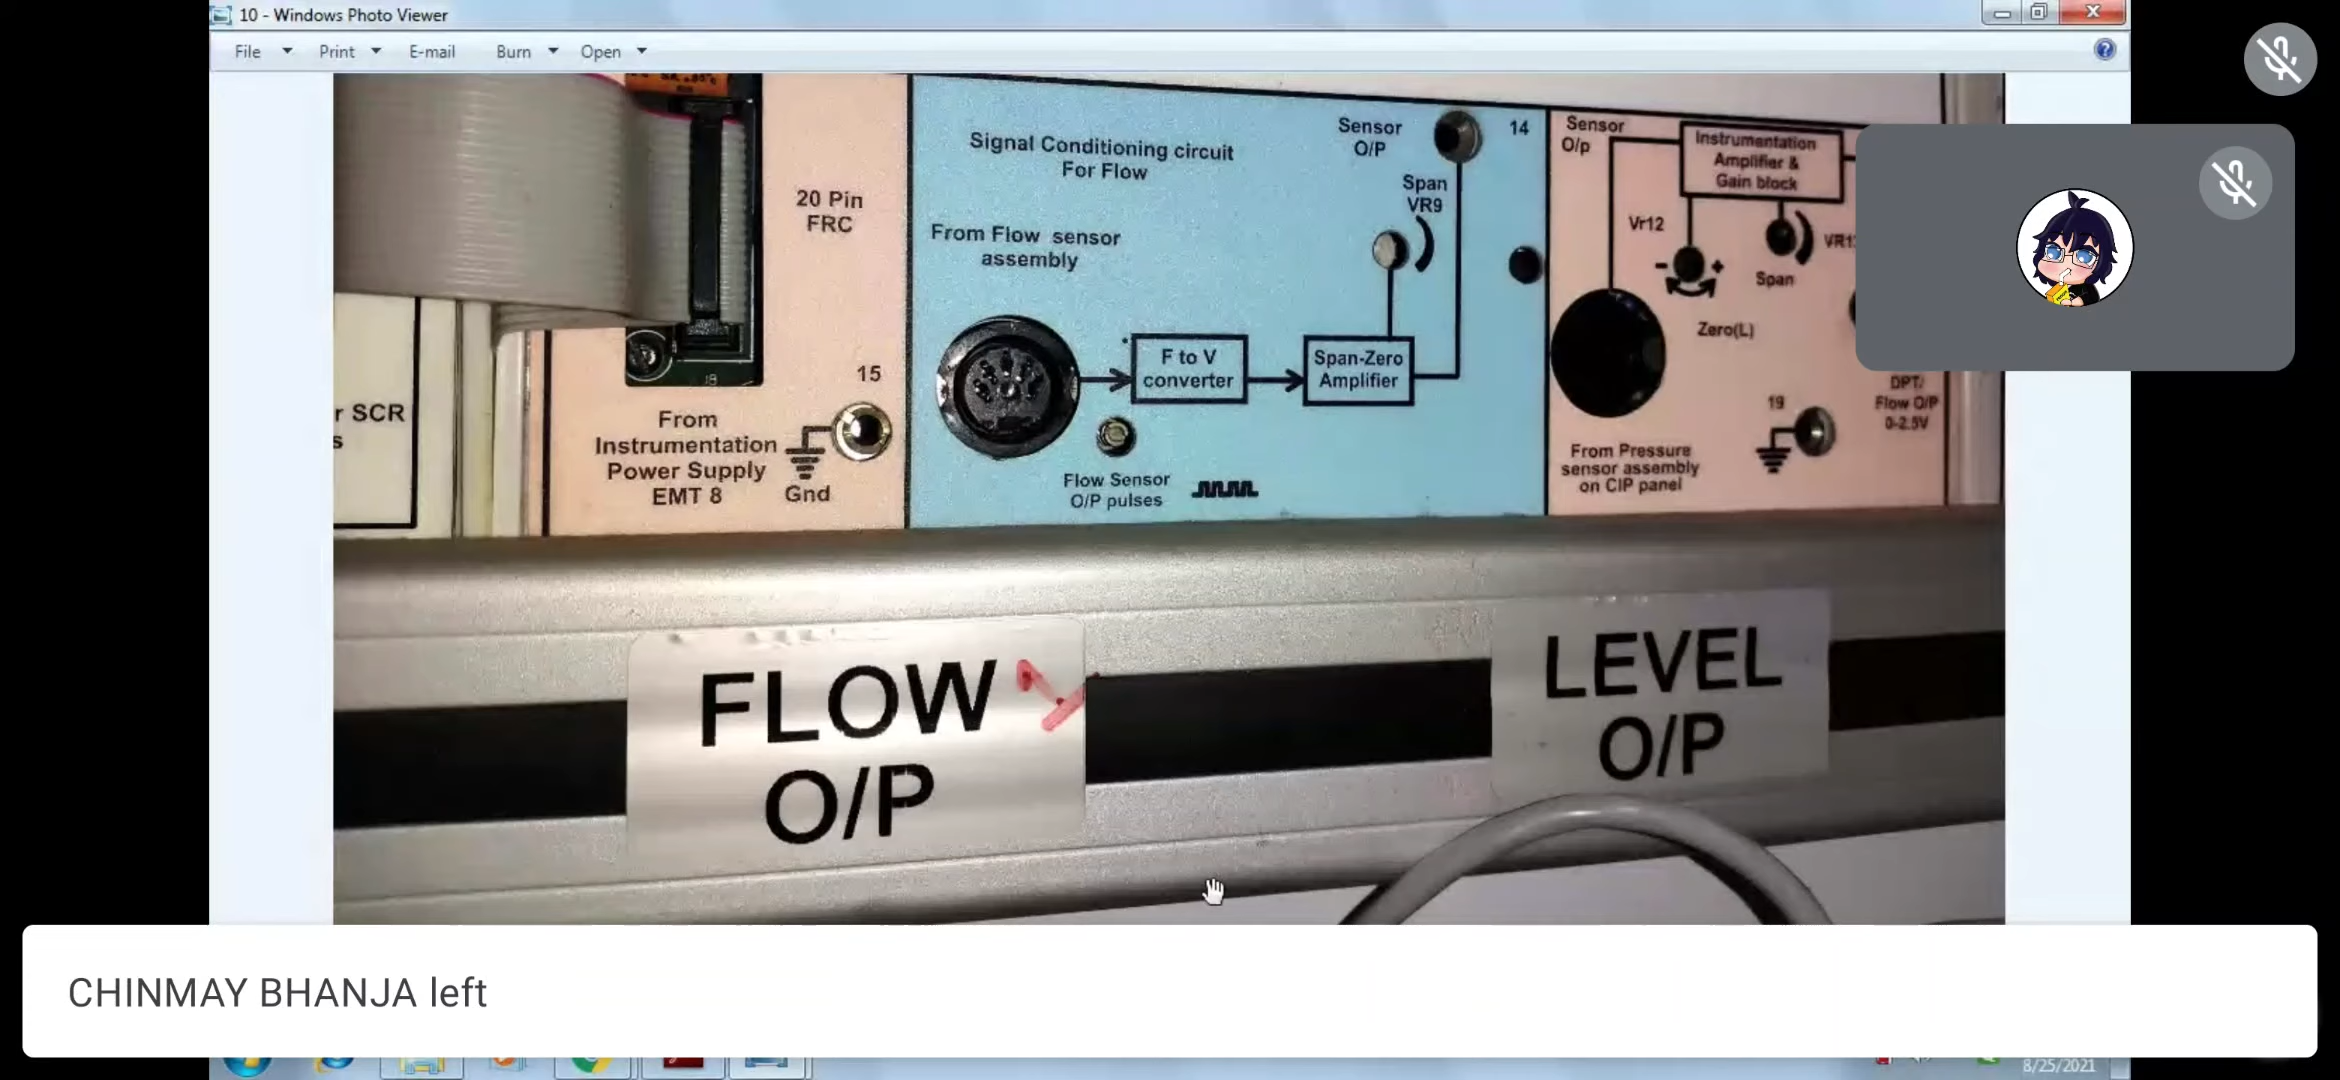 10 - Windows Photo Viewer
File Print E-mail Burn Open
20 Pin
FRC
15
r SCR
s
From
Instrumentation
Power Supply
EMT 8
Gnd
J8
Signal Conditioning circuit
For Flow
Sensor
O/P
14
Span
VR9
From Flow sensor
assembly
F to V
converter
Span-Zero
Amplifier
Flow Sensor
O/P pulses
Sensor
O/p
Instrumentation
Amplifier &
Gain block
Vr12
- +
Span
Zero(L)
19
DPT/
Flow O/P
0-2.5V
From Pressure
sensor assembly
on CIP panel
FLOW
O/P
LEVEL
O/P
CHINMAY BHANJA left
8/25/2021